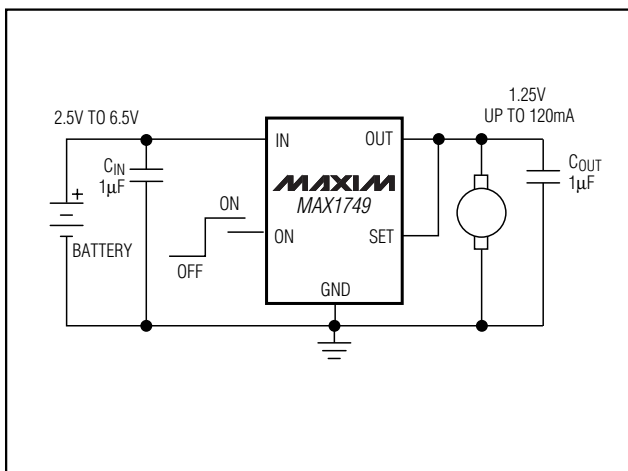 1.25V
UP TO 120mA
2.5V TO 6.5V
IN
OUT
CIN
1µF
COUT
1µF
MAXIM
MAX1749
+
ON
ON
SET
OFF
BATTERY
GND